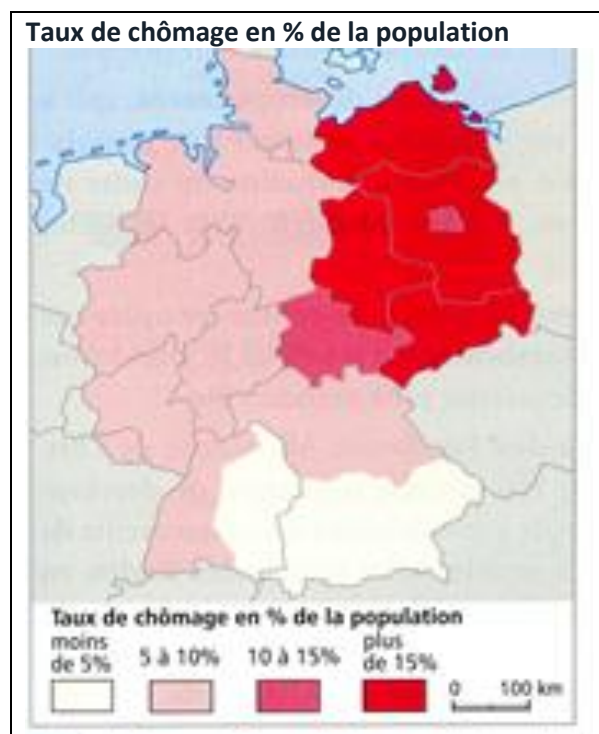 Taux de chômage en % de la population
Taux de chômage en % de la population
moins de 5%
5 à 10%
10 à 15%
plus de 15%
0 100 km